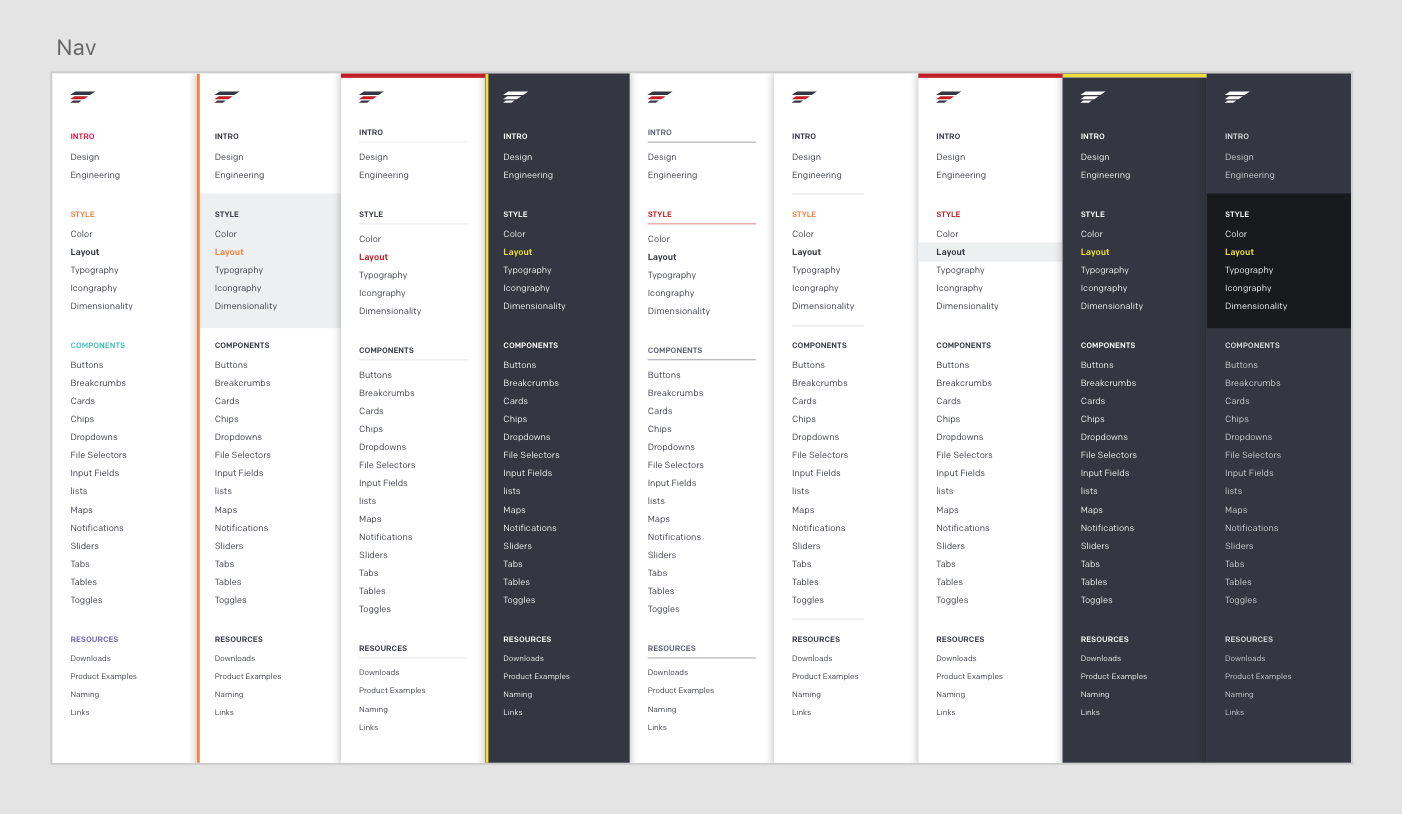 Nav
INTRO
Design
Engineering
STYLE
Color
Layout
Typography
Icongraphy
Dimensionality
COMPONENTS
Buttons
Breakcrumbs
Cards
Chips
Dropdowns
File Selectors
Input Fields
lists
Maps
Notifications
Sliders
Tabs
Tables
Toggles
RESOURCES
Downloads
Product Examples
Naming
Links
INTRO
Design
Engineering
STYLE
Color
Layout
Typography
Icongraphy
Dimensionality
COMPONENTS
Buttons
Breakcrumbs
Cards
Chips
Dropdowns
File Selectors
Input Fields
lists
Maps
Notifications
Sliders
Tabs
Tables
Toggles
RESOURCES
Downloads
Product Examples
Naming
Links
INTRO
Design
Engineering
STYLE
Color
Layout
Typography
Icongraphy
Dimensionality
COMPONENTS
Buttons
Breakcrumbs
Cards
Chips
Dropdowns
File Selectors
Input Fields
lists
Maps
Notifications
Sliders
Tabs
Tables
Toggles
RESOURCES
Downloads
Product Examples
Naming
Links
INTRO
Design
Engineering
STYLE
Color
Layout
Typography
Icongraphy
Dimensionality
COMPONENTS
Buttons
Breakcrumbs
Cards
Chips
Dropdowns
File Selectors
Input Fields
lists
Maps
Notifications
Sliders
Tabs
Tables
Toggles
RESOURCES
Downloads
Product Examples
Naming
Links
INTRO
Design
Engineering
STYLE
Color
Layout
Typography
Icongraphy
Dimensionality
COMPONENTS
Buttons
Breakcrumbs
Cards
Chips
Dropdowns
File Selectors
Input Fields
lists
Maps
Notifications
Sliders
Tabs
Tables
Toggles
RESOURCES
Downloads
Product Examples
Naming
Links
INTRO
Design
Engineering
STYLE
Color
Layout
Typography
Icongraphy
Dimensionality
COMPONENTS
Buttons
Breakcrumbs
Cards
Chips
Dropdowns
File Selectors
Input Fields
lists
Maps
Notifications
Sliders
Tabs
Tables
Toggles
RESOURCES
Downloads
Product Examples
Naming
Links
INTRO
Design
Engineering
STYLE
Color
Layout
Typography
Icongraphy
Dimensionality
COMPONENTS
Buttons
Breakcrumbs
Cards
Chips
Dropdowns
File Selectors
Input Fields
lists
Maps
Notifications
Sliders
Tabs
Tables
Toggles
RESOURCES
Downloads
Product Examples
Naming
Links
INTRO
Design
Engineering
STYLE
Color
Layout
Typography
Icongraphy
Dimensionality
COMPONENTS
Buttons
Breakcrumbs
Cards
Chips
Dropdowns
File Selectors
Input Fields
lists
Maps
Notifications
Sliders
Tabs
Tables
Toggles
RESOURCES
Downloads
Product Examples
Naming
Links
INTRO
Design
Engineering
STYLE
Color
Layout
Typography
Icongraphy
Dimensionality
COMPONENTS
Buttons
Breakcrumbs
Cards
Chips
Dropdowns
File Selectors
Input Fields
lists
Maps
Notifications
Sliders
Tabs
Tables
Toggles
RESOURCES
Downloads
Product Examples
Naming
Links